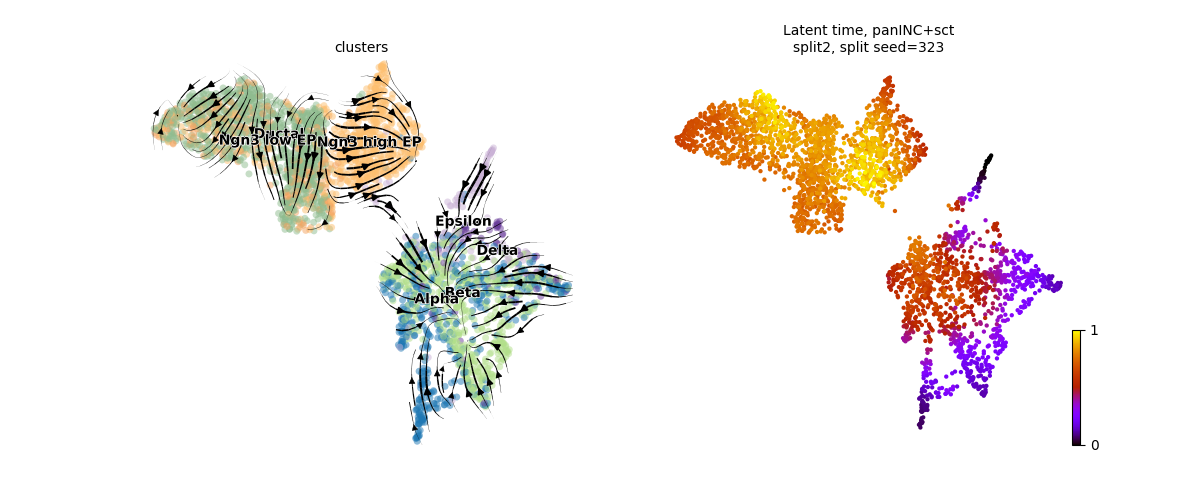 clusters
Ductal
Ngn3 low EP
Ngn3 high EP
Epsilon
Delta
Beta
Alpha
Latent time, panINC+sct
split2, split seed=323
1
0